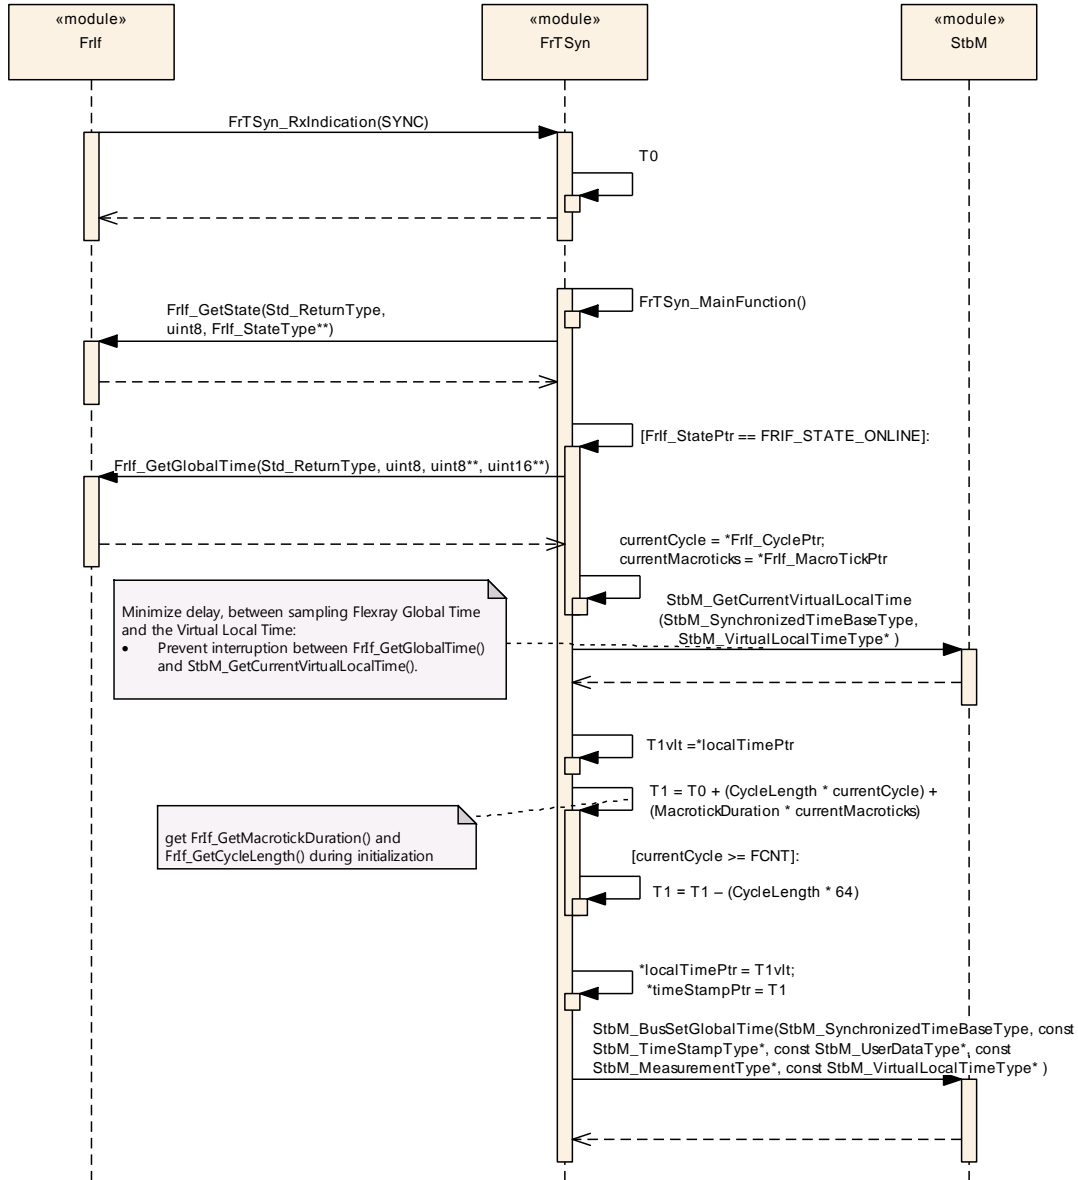 «module»
FrIf
«module»
FrTSyn
«module»
StbM
FrTSyn_RxIndication(SYNC)
T0
FrTSyn_MainFunction()
FrIf_GetState(Std_ReturnType,
uint8, FrIf_StateType**)
[FrIf_StatePtr == FRIF_STATE_ONLINE]:
FrIf_GetGlobalTime(Std_ReturnType, uint8, uint8**, uint16**)
currentCycle = *FrIf_CyclePtr;
currentMacroticks = *FrIf_MacroTickPtr
Minimize delay, between sampling Flexray Global Time
and the Virtual Local Time:
• Prevent interruption between FrIf_GetGlobalTime()
and StbM_GetCurrentVirtualLocalTime().
StbM_GetCurrentVirtualLocalTime
(StbM_SynchronizedTimeBaseType,
StbM_VirtualLocalTimeType* )
T1vlt =*localTimePtr
T1 = T0 + (CycleLength * currentCycle) +
(MacrotickDuration * currentMacroticks)
get FrIf_GetMacrotickDuration() and
FrIf_GetCycleLength() during initialization
[currentCycle >= FCNT]:
T1 = T1 – (CycleLength * 64)
*localTimePtr = T1vlt;
*timeStampPtr = T1
StbM_BusSetGlobalTime(StbM_SynchronizedTimeBaseType, const
StbM_TimeStampType*, const StbM_UserDataType*, const
StbM_MeasurementType*, const StbM_VirtualLocalTimeType* )